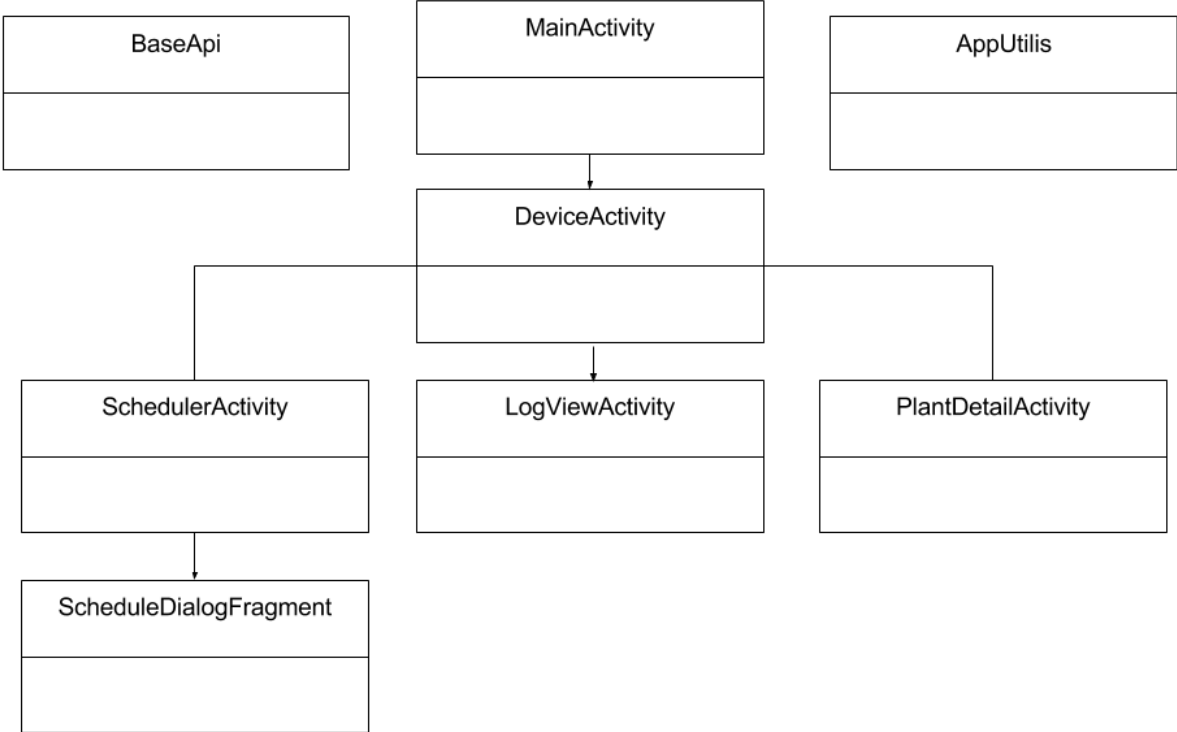 BaseApi
MainActivity
AppUtilis
DeviceActivity
SchedulerActivity
LogViewActivity
PlantDetailActivity
ScheduleDialogFragment